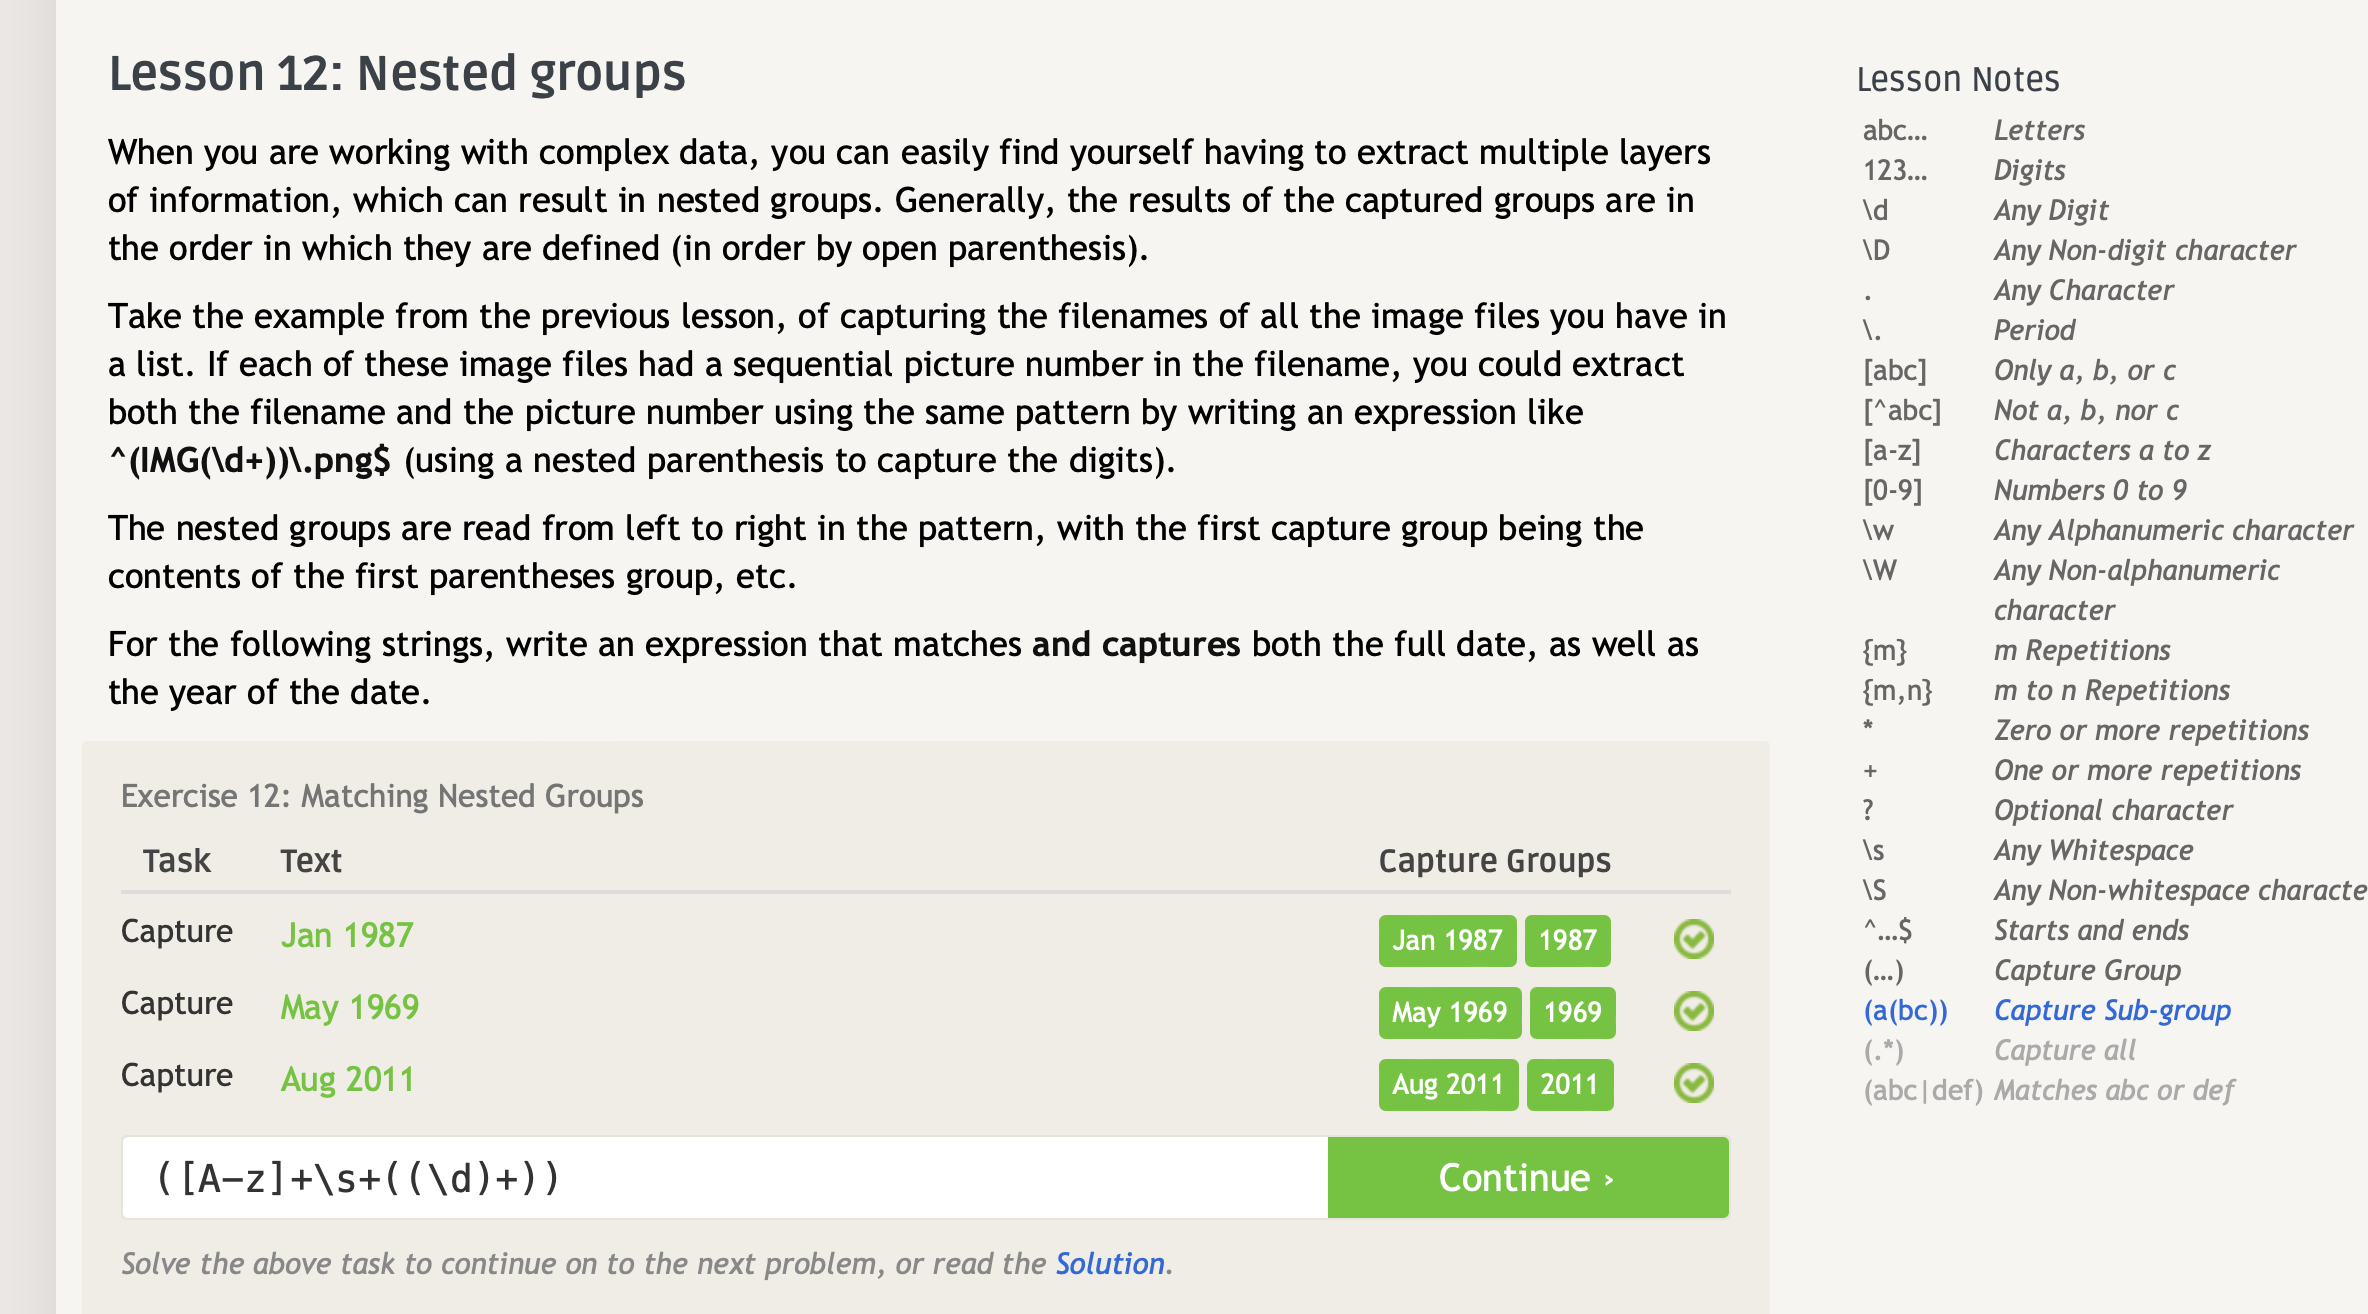 Lesson 12: Nested groups
When you are working with complex data, you can easily find yourself having to extract multiple layers
of information, which can result in nested groups. Generally, the results of the captured groups are in
the order in which they are defined (in order by open parenthesis).
Take the example from the previous lesson, of capturing the filenames of all the image files you have in
a list. If each of these image files had a sequential picture number in the filename, you could extract
both the filename and the picture number using the same pattern by writing an expression like
^(IMG(\d+))\.png$ (using a nested parenthesis to capture the digits).
The nested groups are read from left to right in the pattern, with the first capture group being the
contents of the first parentheses group, etc.
For the following strings, write an expression that matches and captures both the full date, as well as
the year of the date.
Exercise 12: Matching Nested Groups
Task Text Capture Groups
Capture Jan 1987 Jan 1987 1987
Capture May 1969 May 1969 1969
Capture Aug 2011 Aug 2011 2011
([A-z]+\s+((\d)+)) Continue ›
Solve the above task to continue on to the next problem, or read the Solution.
Lesson Notes
abc… Letters
123… Digits
\d Any Digit
\D Any Non-digit character
. Any Character
\. Period
[abc] Only a, b, or c
[^abc] Not a, b, nor c
[a-z] Characters a to z
[0-9] Numbers 0 to 9
\w Any Alphanumeric character
\W Any Non-alphanumeric
character
{m} m Repetitions
{m,n} m to n Repetitions
* Zero or more repetitions
+ One or more repetitions
? Optional character
\s Any Whitespace
\S Any Non-whitespace characte
^…$ Starts and ends
(…) Capture Group
(a(bc)) Capture Sub-group
(.*) Capture all
(abc|def) Matches abc or def